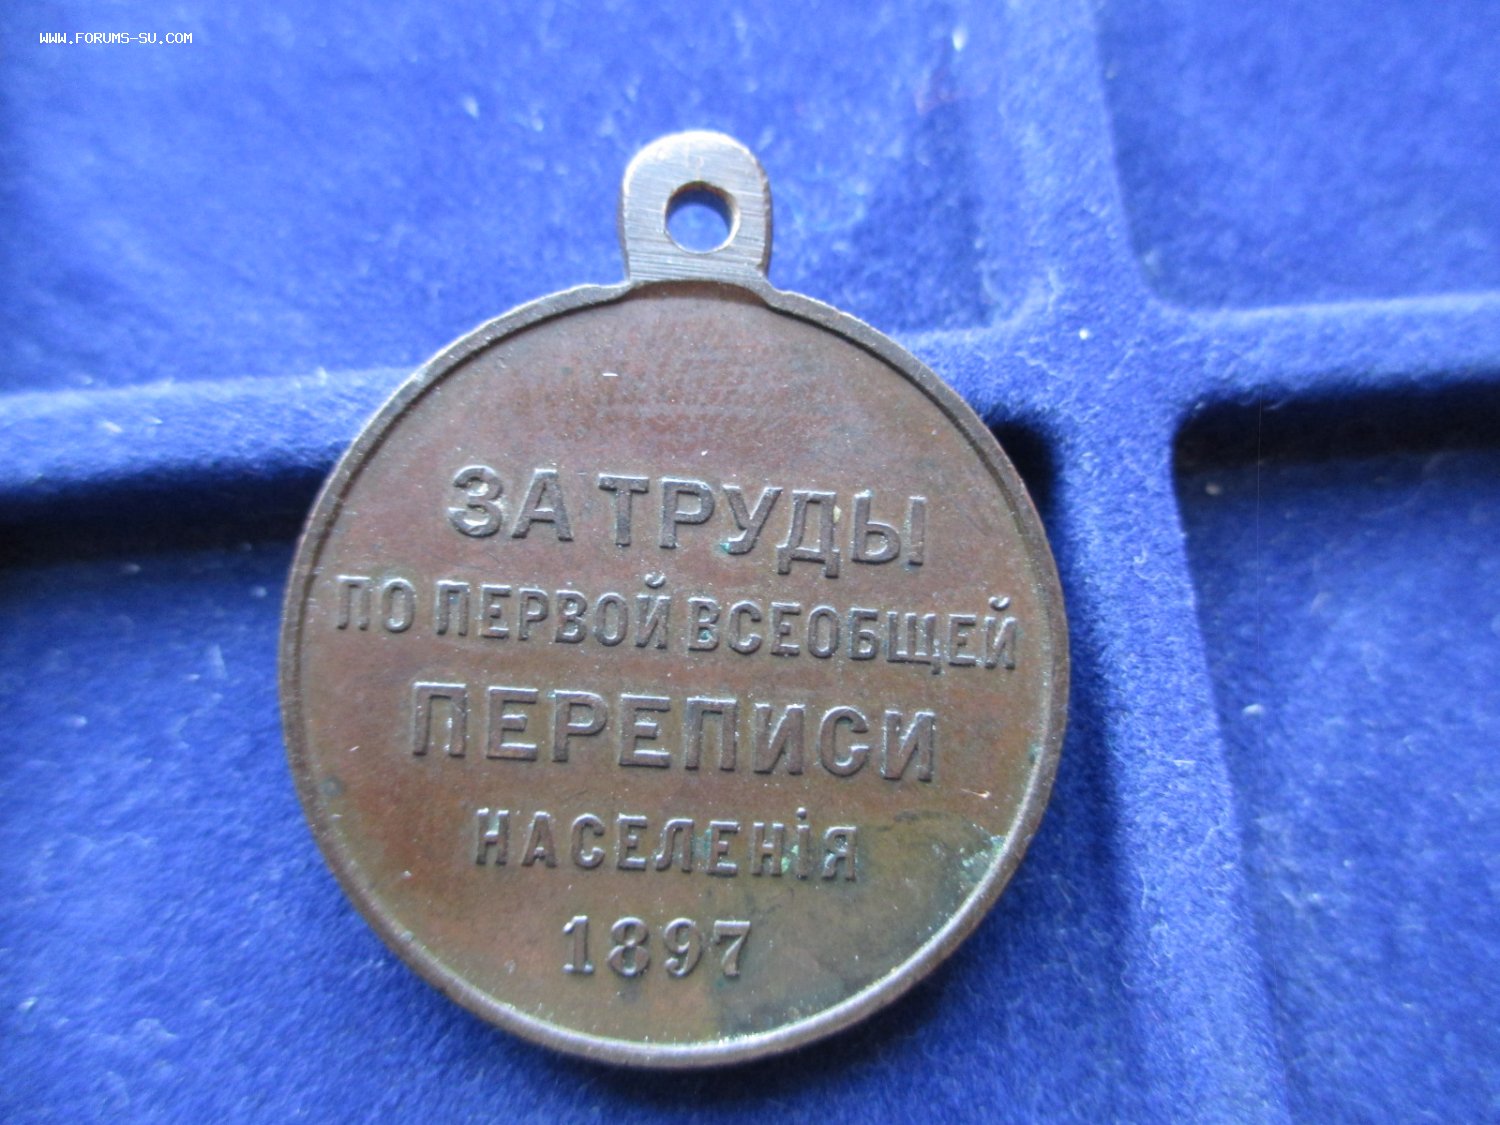 WWW.FORUMS-SU.COM
ЗА ТРУДЫ
ПО ПЕРВОЙ ВСЕОБЩЕЙ
ПЕРЕПИСИ
НАСЕЛЕНІЯ
1897